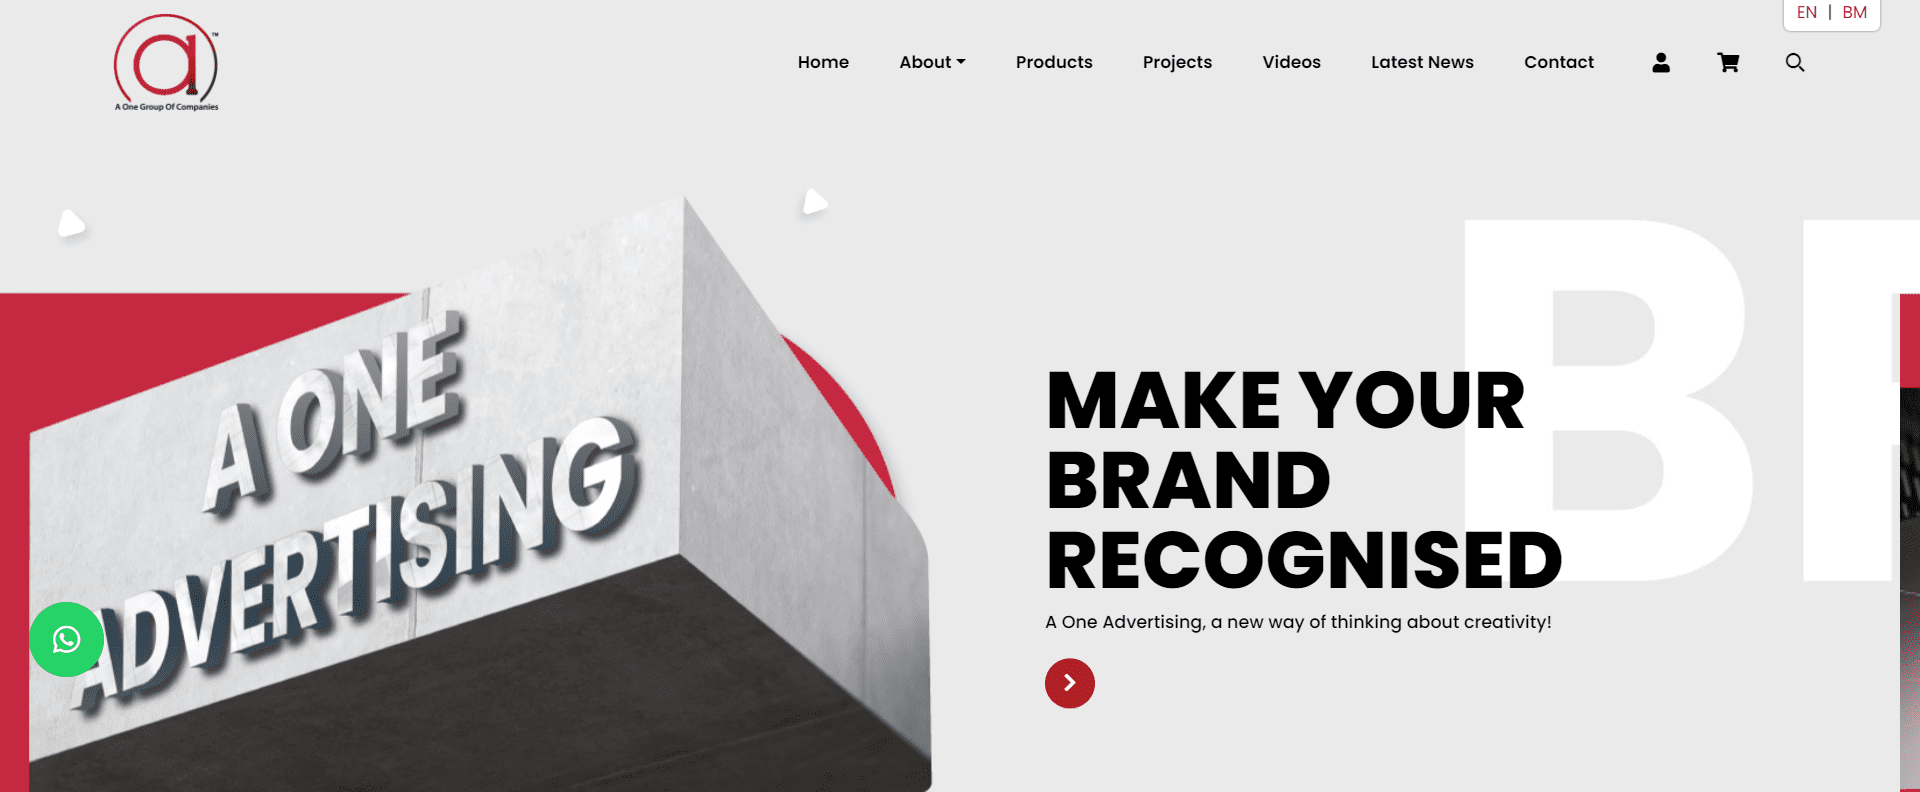 EN | BM
a
™
A One Group Of Companies
Home
About
Products
Projects
Videos
Latest News
Contact
A ONE
ADVERTISING
B
MAKE YOUR
BRAND
RECOGNISED
A One Advertising, a new way of thinking about creativity!